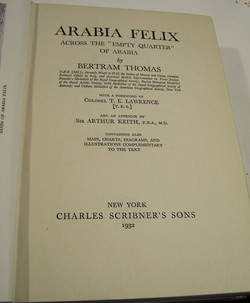 ARABIA FELIX
ACROSS THE "EMPTY QUARTER"
OF ARABIA
by
BERTRAM THOMAS
WITH A FOREWORD BY
COLONEL T. E. LAWRENCE
[T. E. S.]
AND AN APPENDIX BY
SIR ARTHUR KEITH, F.R.S., M.D.
CONTAINING ALSO
MAPS, CHARTS, DIAGRAMS, AND
ILLUSTRATIONS COMPLEMENTARY
TO THE TEXT
NEW YORK
CHARLES SCRIBNER'S SONS
1932